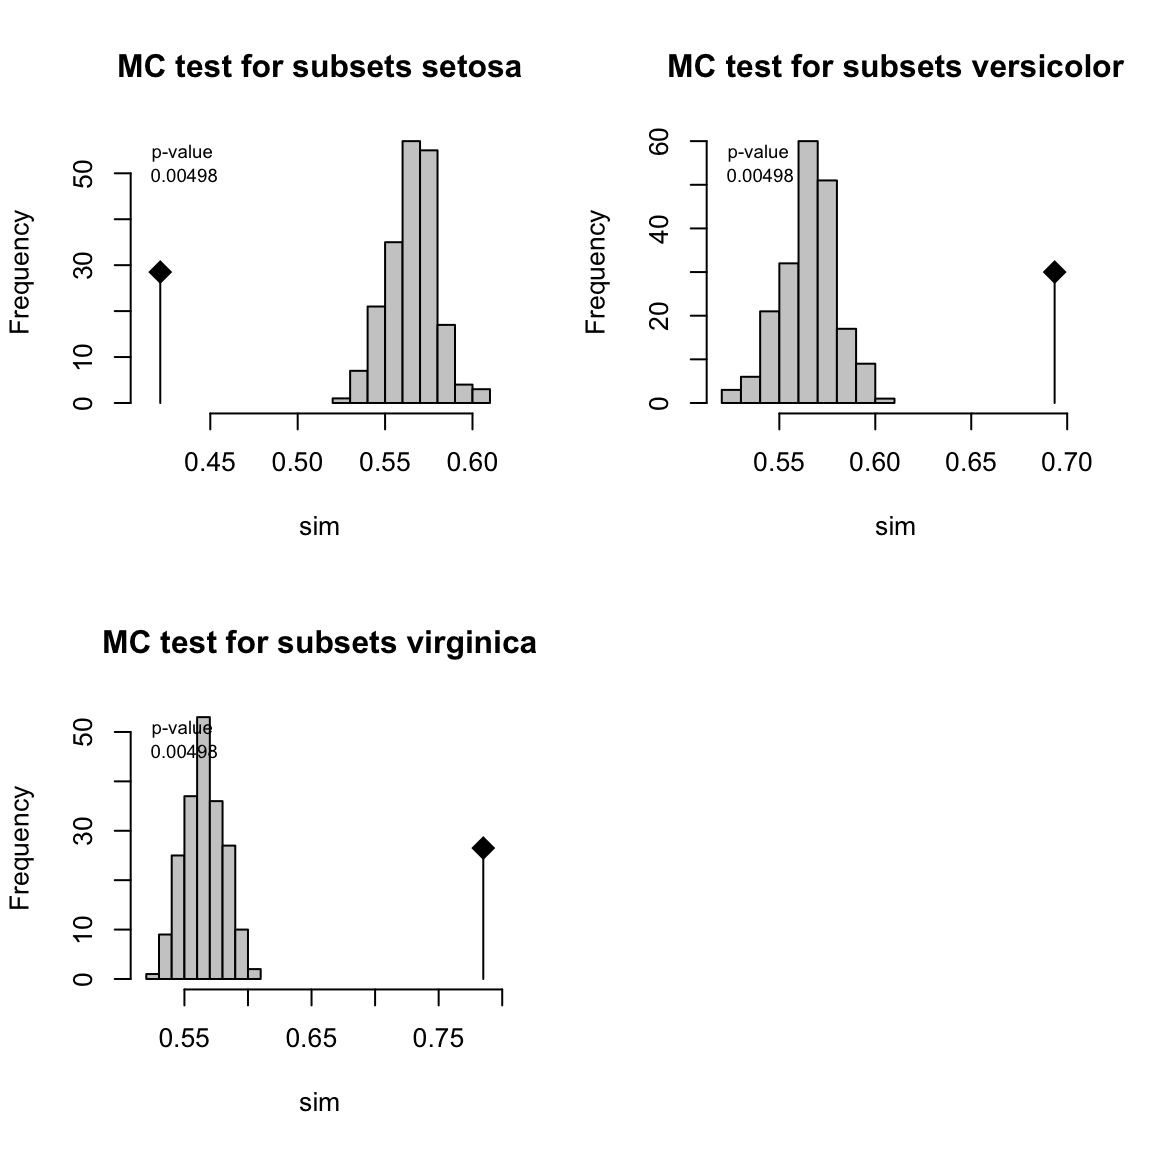 MC test for subsets setosa
p-value
0.00498
Frequency
50
30
10
0
0.45 0.50 0.55 0.60
sim
MC test for subsets versicolor
p-value
0.00498
Frequency
60
40
20
0
0.55 0.60 0.65 0.70
sim
MC test for subsets virginica
p-value
0.00498
Frequency
50
30
10
0
0.55 0.65 0.75
sim